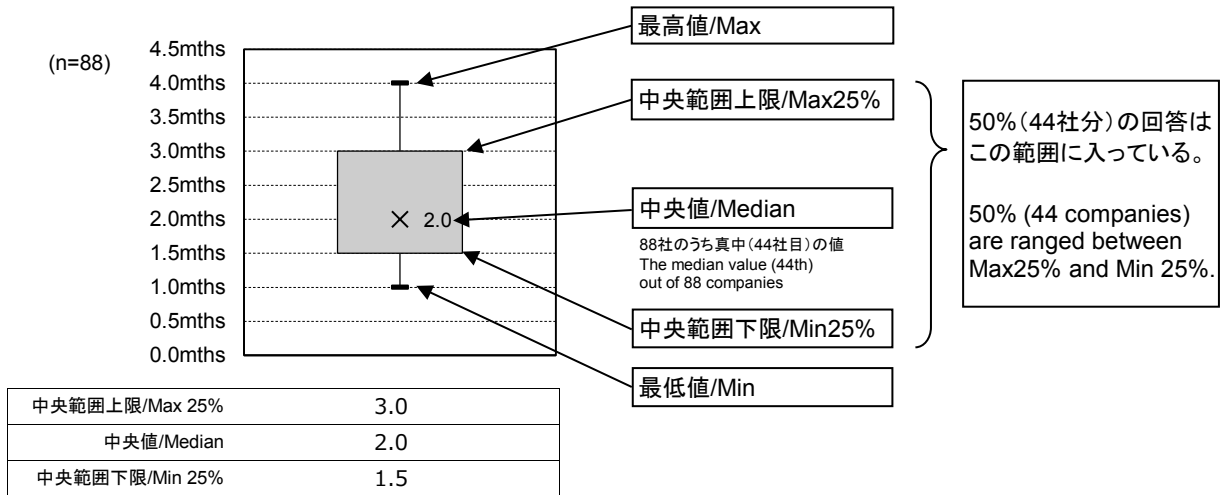 (n=88)
4.5mths
4.0mths
3.5mths
3.0mths
2.5mths
2.0mths
1.5mths
1.0mths
0.5mths
0.0mths
2.0
最高値/Max
中央範囲上限/Max25%
中央値/Median
88社のうち真中(44社目)の値
The median value (44th)
out of 88 companies
中央範囲下限/Min25%
最低値/Min
50%(44社分)の回答は
この範囲に入っている。
50% (44 companies)
are ranged between
Max25% and Min 25%.
中央範囲上限/Max 25% 3.0
中央値/Median 2.0
中央範囲下限/Min 25% 1.5